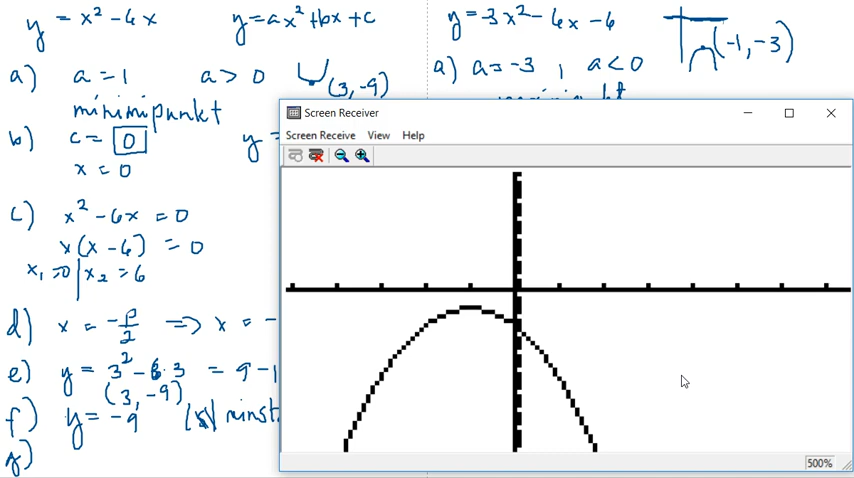 y = x² - 6x
a) a = 1 a > 0 (3, -9)
minimipunkt
b) c = 0 y =
x = 0
c) x² - 6x = 0
x(x - 6) = 0
x₁ = 0 | x₂ = 6
d) x = -p/2 => x = -
e) y = 3² - 6·3 = 9 - 1
(3, -9)
f) y = -9
g)
y = ax² + bx + c
y = -3x² - 6x - 6
(-1, -3)
a) a = -3, a < 0
Screen Receiver
Screen Receive View Help
500%